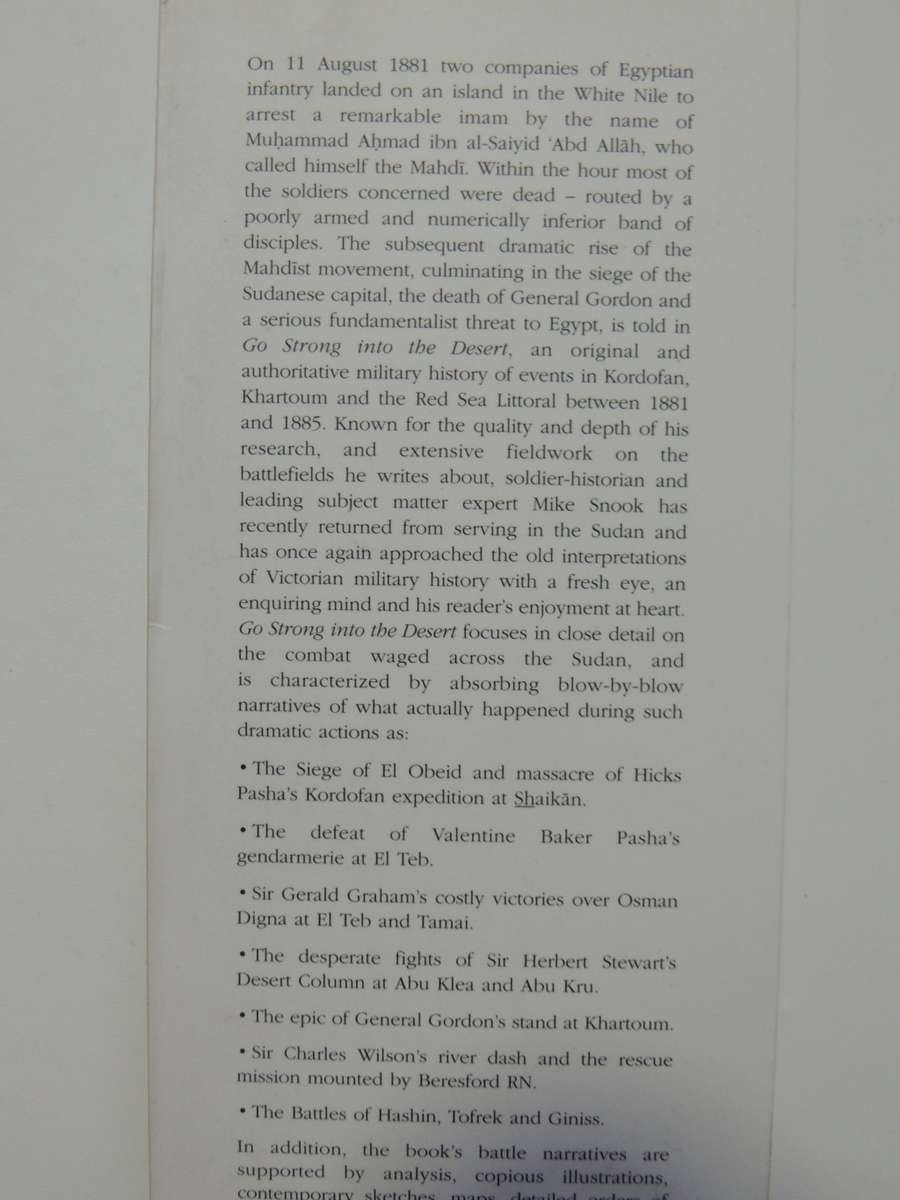 On 11 August 1881 two companies of Egyptian
infantry landed on an island in the White Nile to
arrest a remarkable imam by the name of
Muḥammad Aḥmad ibn al-Saiyid ‘Abd Allāh, who
called himself the Mahdī. Within the hour most of
the soldiers concerned were dead – routed by a
poorly armed and numerically inferior band of
disciples. The subsequent dramatic rise of the
Mahdīst movement, culminating in the siege of the
Sudanese capital, the death of General Gordon and
a serious fundamentalist threat to Egypt, is told in
Go Strong into the Desert, an original and
authoritative military history of events in Kordofan,
Khartoum and the Red Sea Littoral between 1881
and 1885. Known for the quality and depth of his
research, and extensive fieldwork on the
battlefields he writes about, soldier-historian and
leading subject matter expert Mike Snook has
recently returned from serving in the Sudan and
has once again approached the old interpretations
of Victorian military history with a fresh eye, an
enquiring mind and his reader's enjoyment at heart.
Go Strong into the Desert focuses in close detail on
the combat waged across the Sudan, and
is characterized by absorbing blow-by-blow
narratives of what actually happened during such
dramatic actions as:
• The Siege of El Obeid and massacre of Hicks
Pasha's Kordofan expedition at Shaikān.
• The defeat of Valentine Baker Pasha's
gendarmerie at El Teb.
• Sir Gerald Graham's costly victories over Osman
Digna at El Teb and Tamai.
• The desperate fights of Sir Herbert Stewart's
Desert Column at Abu Klea and Abu Kru.
• The epic of General Gordon's stand at Khartoum.
• Sir Charles Wilson's river dash and the rescue
mission mounted by Beresford RN.
• The Battles of Hashin, Tofrek and Giniss.
In addition, the book's battle narratives are
supported by analysis, copious illustrations,
contemporary sketches, maps, detailed orders of